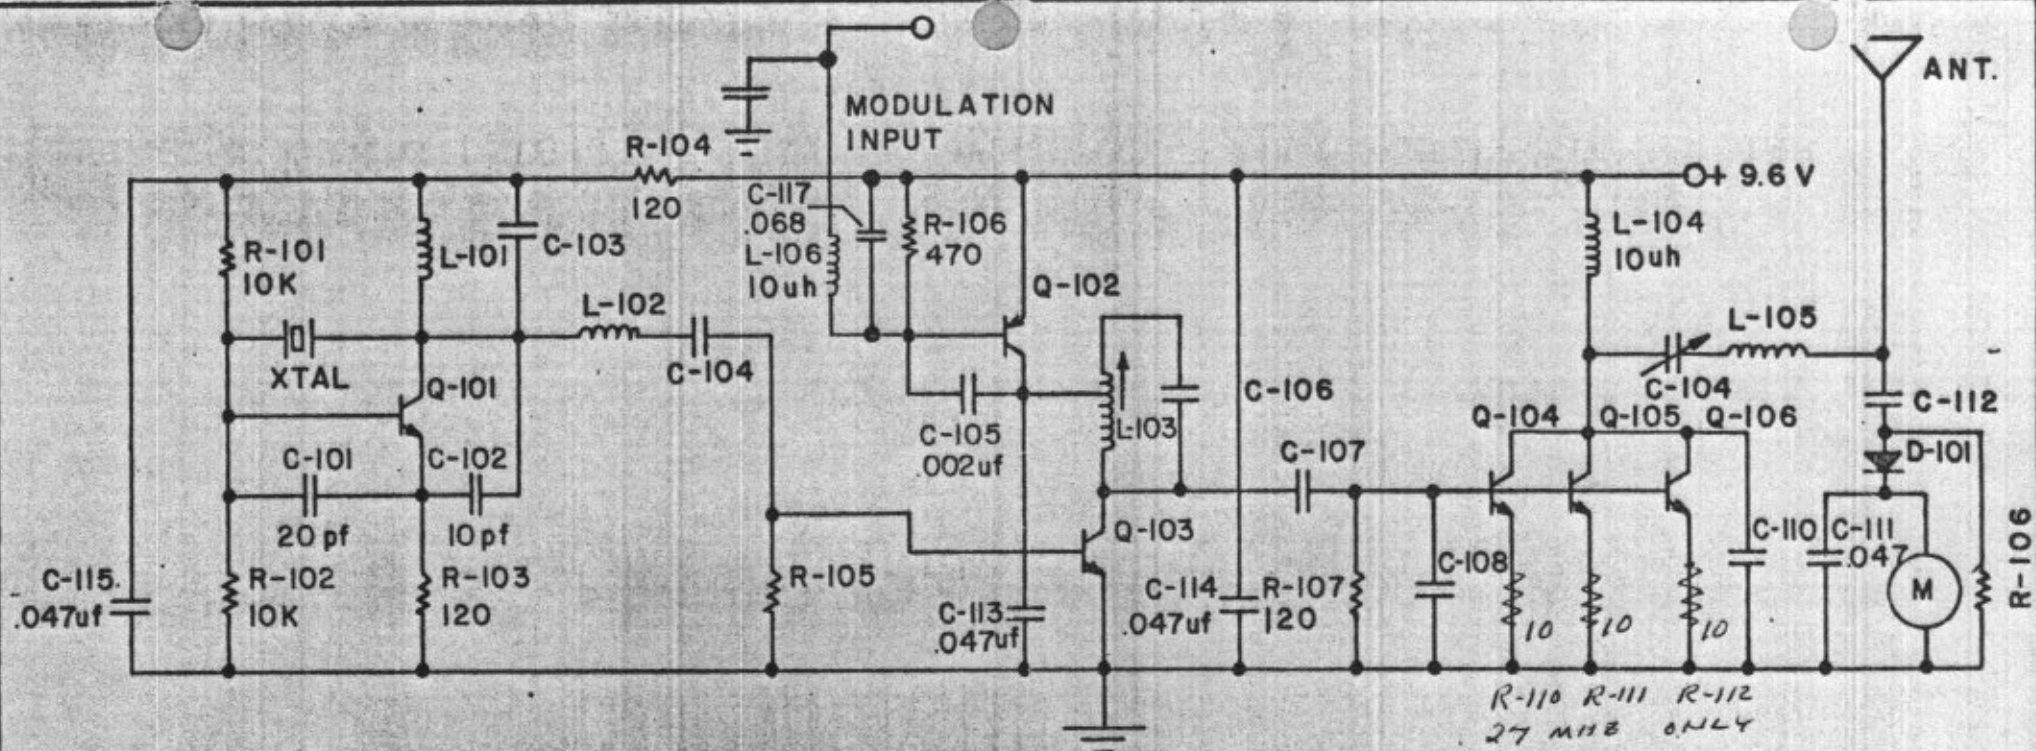 ANT.
MODULATION
INPUT
R-104
120
+ 9.6 V
C-117
.068
L-106
10uh
R-106
470
L-104
10uh
R-101
10K
L-101
C-103
L-102
Q-102
L-105
XTAL
C-104
C-104
Q-101
C-106
C-112
L-103
Q-104
Q-105
Q-106
C-105
.002uf
C-107
D-101
C-101
20 pf
C-102
10 pf
Q-103
C-110
C-111
.047
C-115
.047uf
R-102
10K
R-103
120
R-105
C-113
.047uf
C-114
.047uf
R-107
120
C-108
10
10
10
M
R-106
R-110 R-111 R-112
27 MHZ ONLY